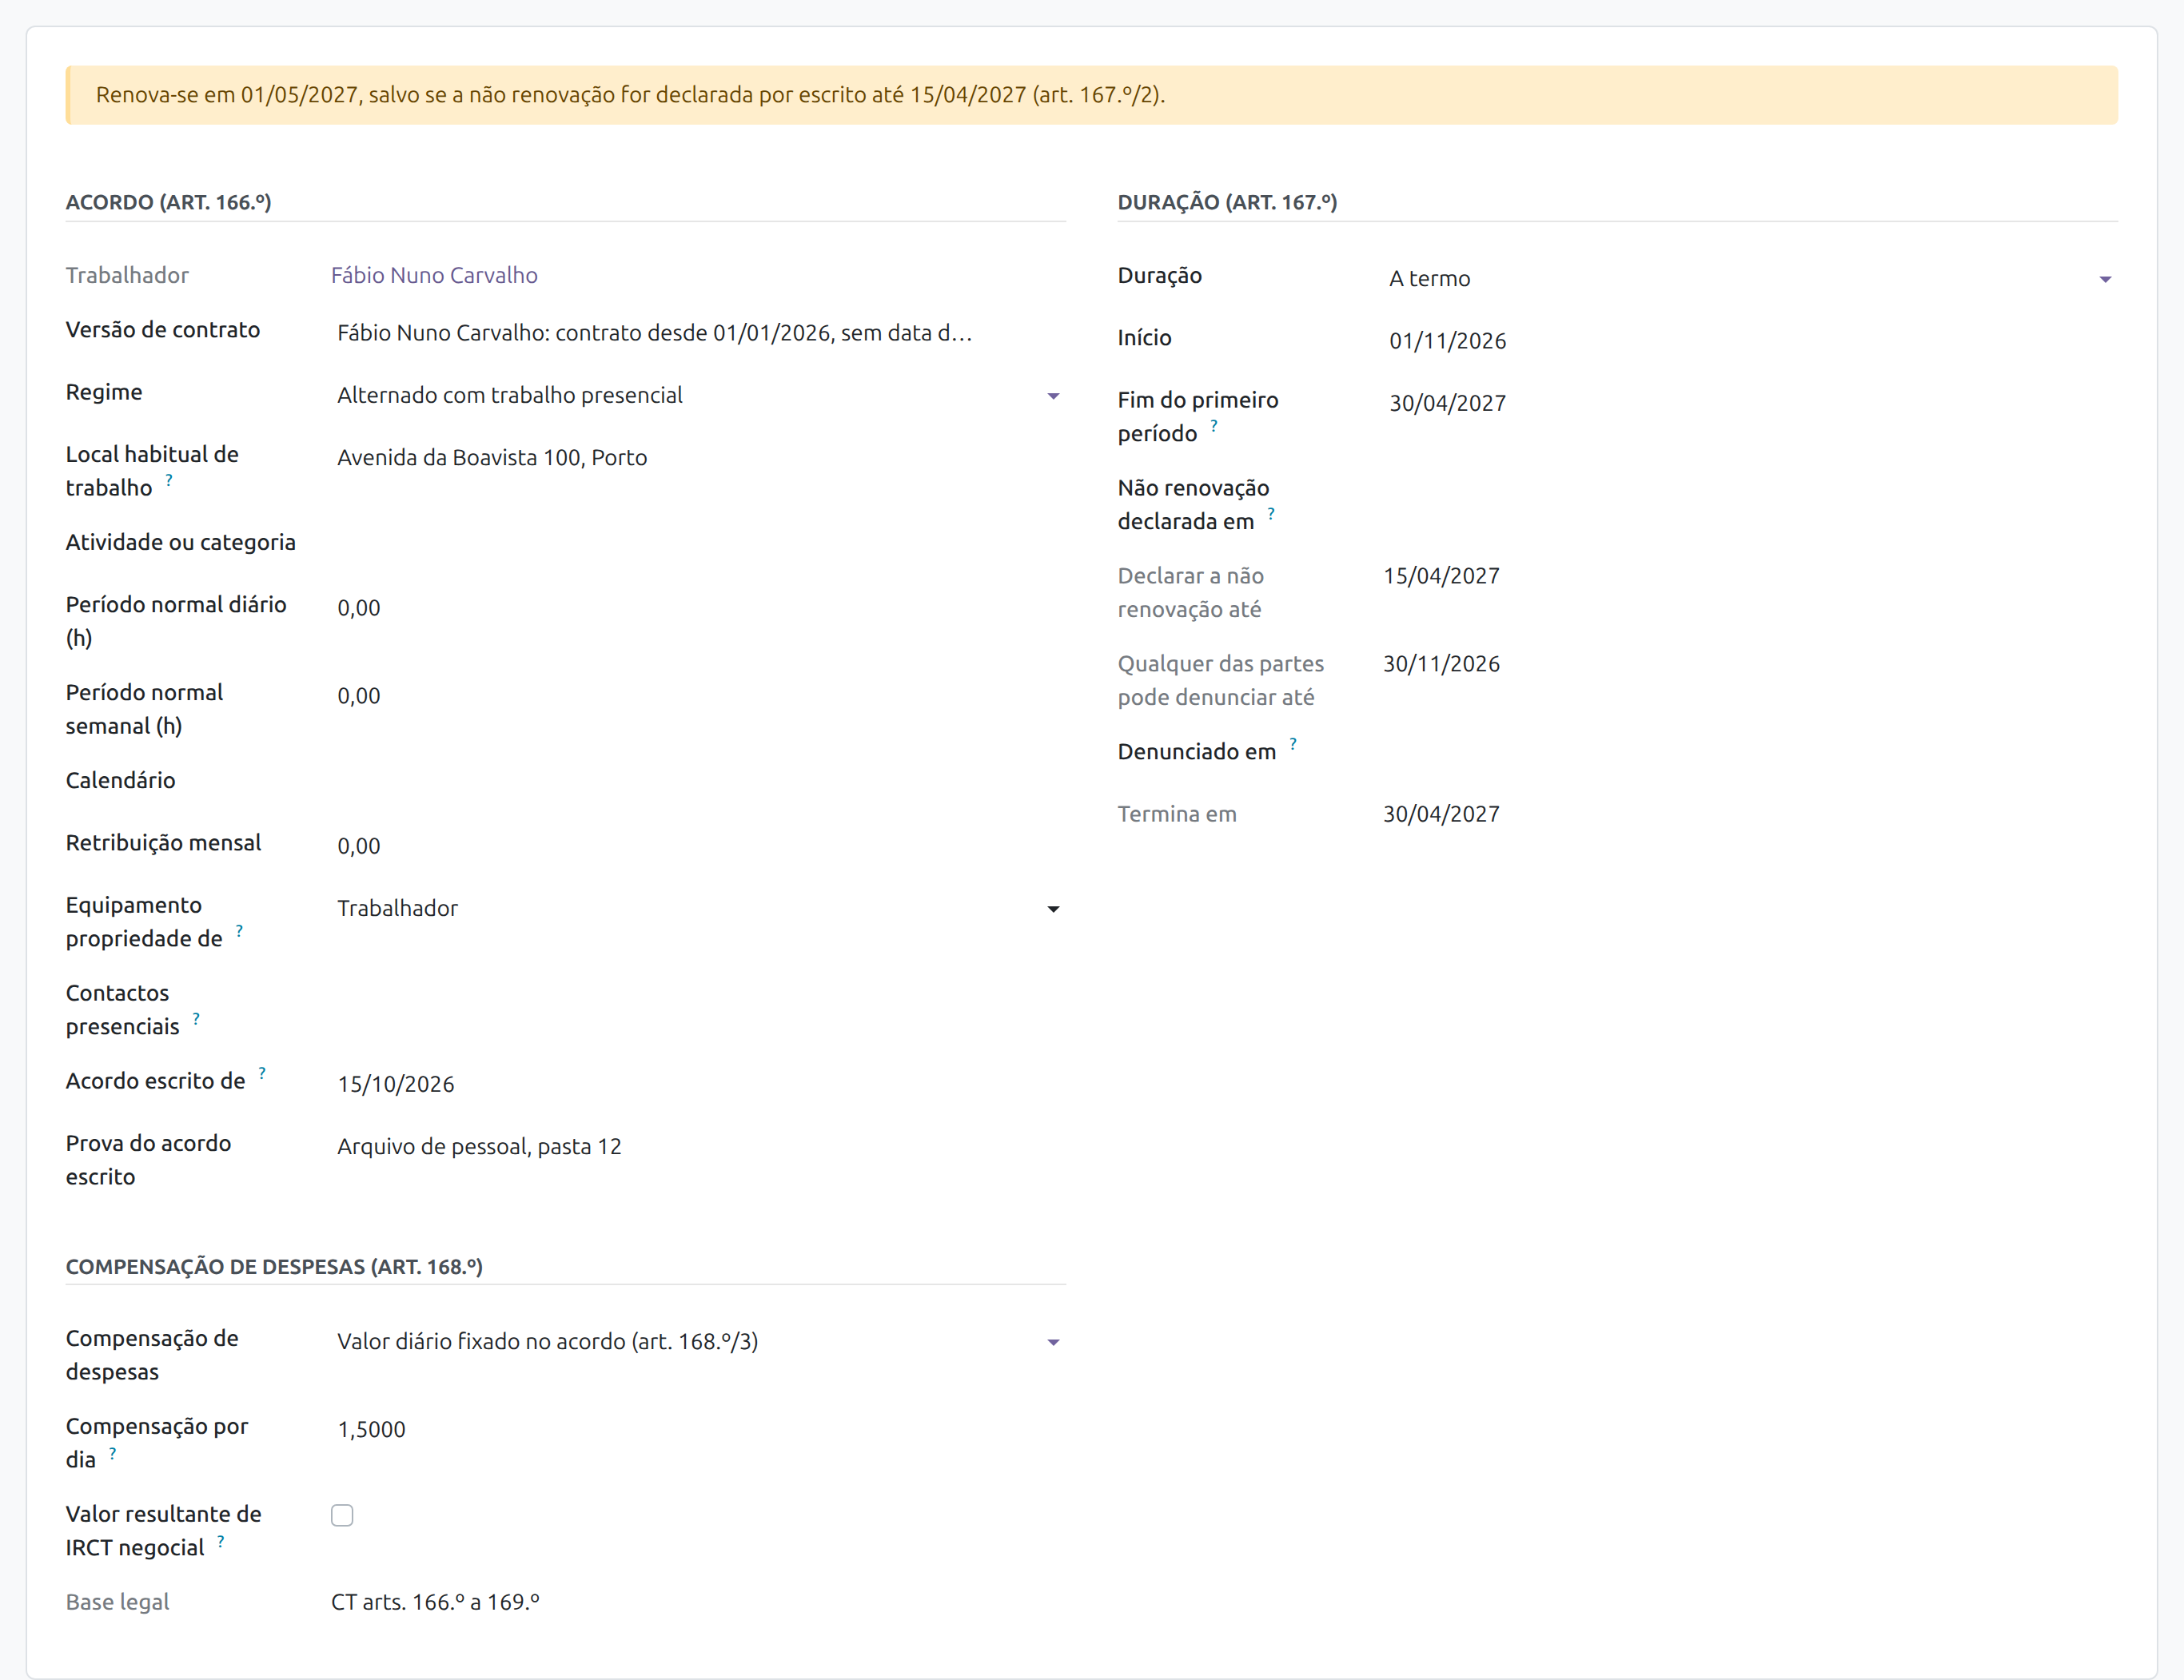 Renova-se em 01/05/2027, salvo se a não renovação for declarada por escrito até 15/04/2027 (art. 167.º/2).
ACORDO (ART. 166.º)
Trabalhador
Fábio Nuno Carvalho
Versão de contrato
Fábio Nuno Carvalho: contrato desde 01/01/2026, sem data d…
Regime
Alternado com trabalho presencial
Local habitual de
trabalho ?
Avenida da Boavista 100, Porto
Atividade ou categoria
Período normal diário
(h)
0,00
Período normal
semanal (h)
0,00
Calendário
Retribuição mensal
0,00
Equipamento
propriedade de ?
Trabalhador
Contactos
presenciais ?
Acordo escrito de ?
15/10/2026
Prova do acordo
escrito
Arquivo de pessoal, pasta 12
DURAÇÃO (ART. 167.º)
Duração
A termo
Início
01/11/2026
Fim do primeiro
período ?
30/04/2027
Não renovação
declarada em ?
Declarar a não
renovação até
15/04/2027
Qualquer das partes
pode denunciar até
30/11/2026
Denunciado em ?
Termina em
30/04/2027
COMPENSAÇÃO DE DESPESAS (ART. 168.º)
Compensação de
despesas
Valor diário fixado no acordo (art. 168.º/3)
Compensação por
dia ?
1,5000
Valor resultante de
IRCT negocial ?
Base legal
CT arts. 166.º a 169.º